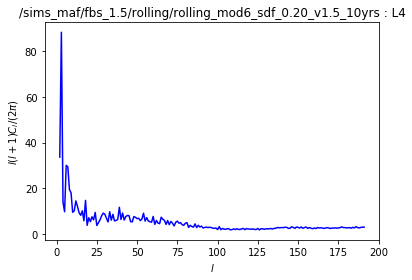 /sims_maf/fbs_1.5/rolling/rolling_mod6_sdf_0.20_v1.5_10yrs : L4
80
60
40
20
0
l(l + 1)C_l/(2π)
0 25 50 75 100 125 150 175 200
l